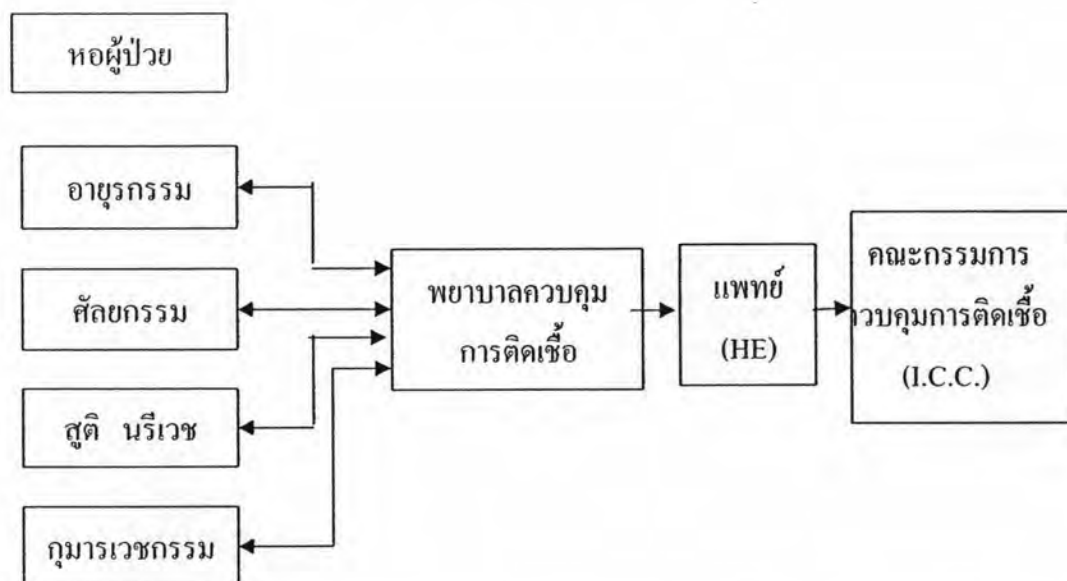 หอผู้ป่วย
อายุรกรรม
ศัลยกรรม
สูติ นรีเวช
กุมารเวชกรรม
พยาบาลควบคุม
การติดเชื้อ
แพทย์
(HE)
คณะกรรมการ
วบคุมการติดเชื้อ
(I.C.C.)